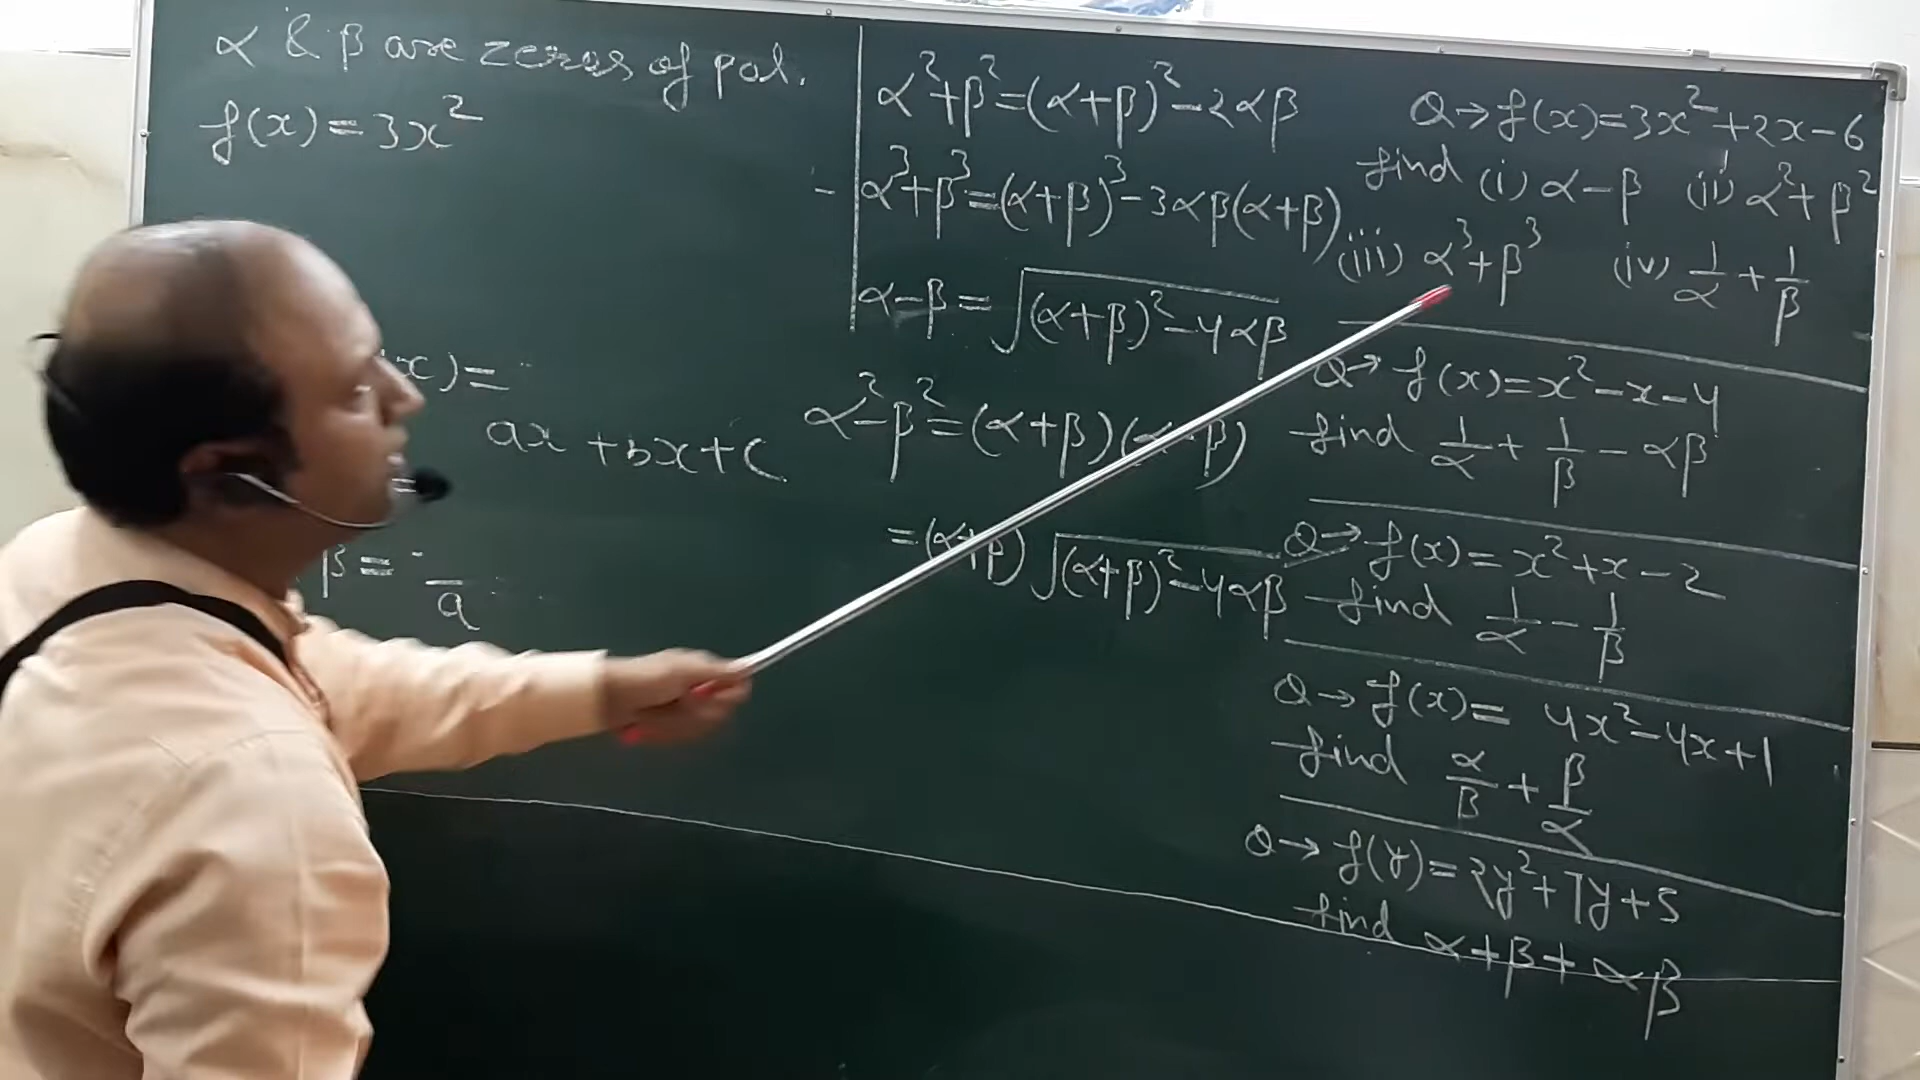 α & β are zeros of pol.
f(x) = 3x²
x) =
ax + bx + c
=
β = -
a
α² + β² = (α+β)² - 2αβ
α³ + β³ = (α+β)³ - 3αβ(α+β)
α - β = √(α+β)² - 4αβ
α² - β² = (α+β)(α-β)
= (α+β) √(α+β)² - 4αβ
Q → f(x) = 3x² + 2x - 6
find (i) α - β (ii) α² + β²
(iii) α³ + β³ (iv) 1/α + 1/β
Q → f(x) = x² - x - 4
find 1/α + 1/β - αβ
Q → f(x) = x² + x - 2
find 1/α - 1/β
Q → f(x) = 4x² - 4x + 1
find α/β + β/α
Q → f(y) = 2y² + 7y + 5
find α + β + αβ